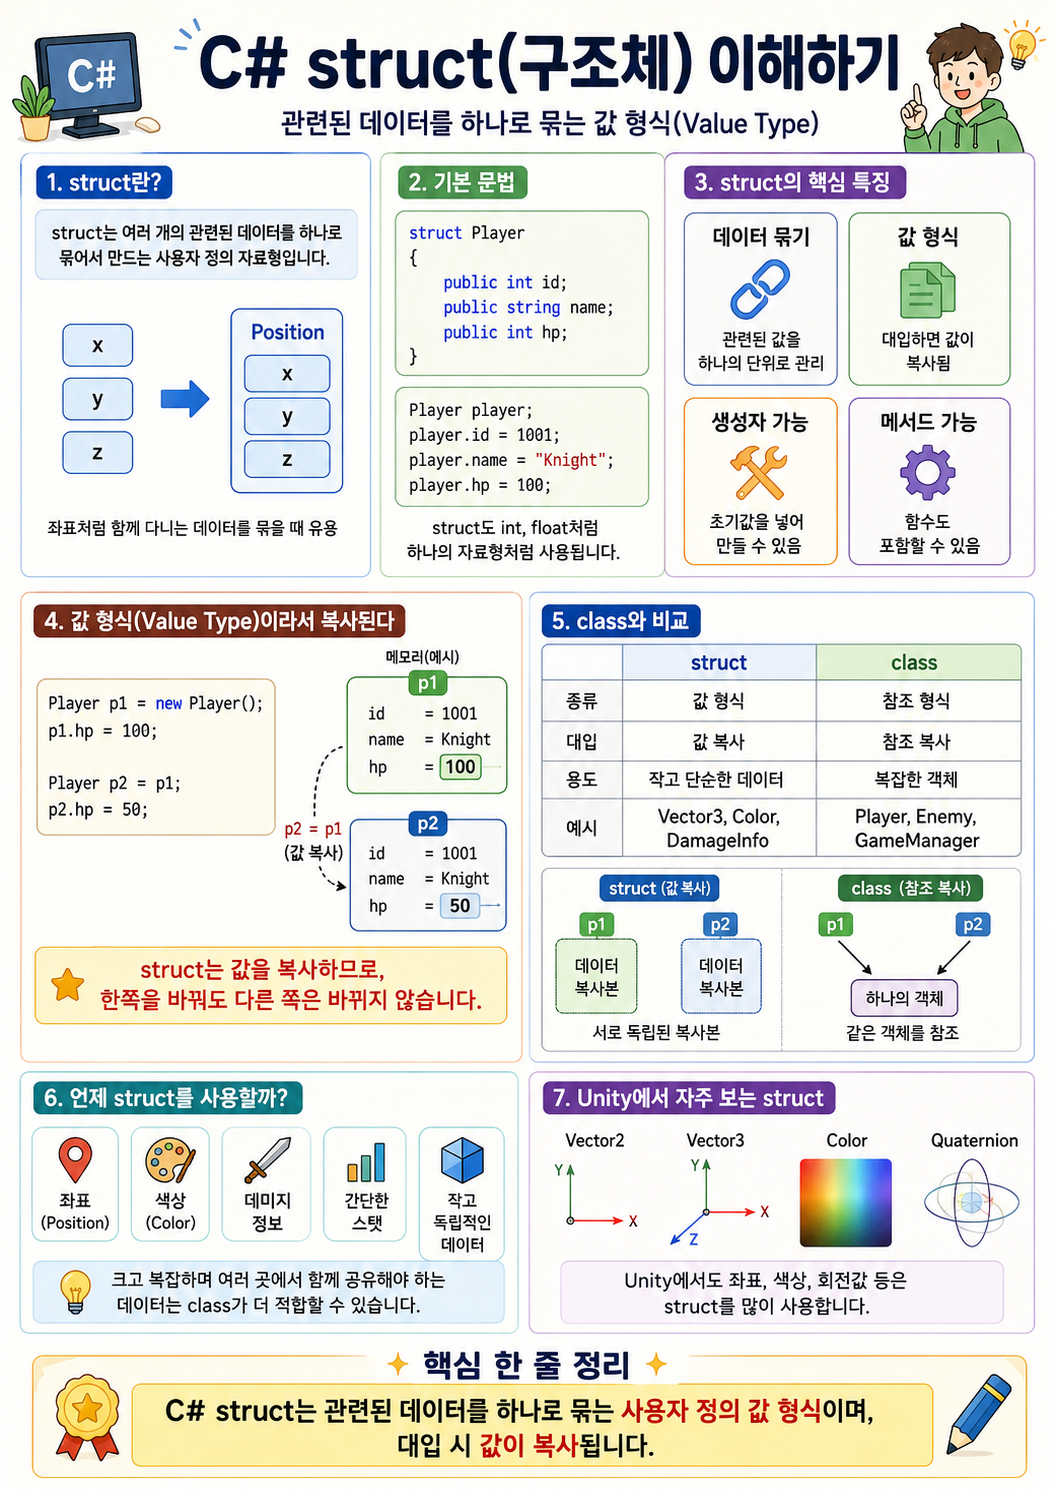 C#
C# struct(구조체) 이해하기
관련된 데이터를 하나로 묶는 값 형식(Value Type)
1. struct란?
struct는 여러 개의 관련된 데이터를 하나로
묶어서 만드는 사용자 정의 자료형입니다.
x
y
z
Position
x
y
z
좌표처럼 함께 다니는 데이터를 묶을 때 유용
2. 기본 문법
struct Player
{
public int id;
public string name;
public int hp;
}
Player player;
player.id = 1001;
player.name = "Knight";
player.hp = 100;
struct도 int, float처럼
하나의 자료형처럼 사용됩니다.
3. struct의 핵심 특징
데이터 묶기
관련된 값을
하나의 단위로 관리
값 형식
대입하면 값이
복사됨
생성자 가능
초기값을 넣어
만들 수 있음
메서드 가능
함수도
포함할 수 있음
4. 값 형식(Value Type)이라서 복사된다
Player p1 = new Player();
p1.hp = 100;
Player p2 = p1;
p2.hp = 50;
메모리(예시)
p1
id = 1001
name = Knight
hp = 100
p2 = p1
(값 복사)
p2
id = 1001
name = Knight
hp = 50
struct는 값을 복사하므로,
한쪽을 바꿔도 다른 쪽은 바뀌지 않습니다.
5. class와 비교
struct class
종류 값 형식 참조 형식
대입 값 복사 참조 복사
용도 작고 단순한 데이터 복잡한 객체
예시 Vector3, Color, DamageInfo Player, Enemy, GameManager
struct (값 복사)
p1 p2
데이터 복사본
데이터 복사본
서로 독립된 복사본
class (참조 복사)
p1 p2
하나의 객체
같은 객체를 참조
6. 언제 struct를 사용할까?
좌표
(Position)
색상
(Color)
데미지
정보
간단한
스탯
작고
독립적인
데이터
크고 복잡하며 여러 곳에서 함께 공유해야 하는
데이터는 class가 더 적합할 수 있습니다.
7. Unity에서 자주 보는 struct
Vector2
Y
X
Vector3
Y
X
Z
Color
Quaternion
Unity에서도 좌표, 색상, 회전값 등은
struct를 많이 사용합니다.
핵심 한 줄 정리
C# struct는 관련된 데이터를 하나로 묶는 사용자 정의 값 형식이며,
대입 시 값이 복사됩니다.